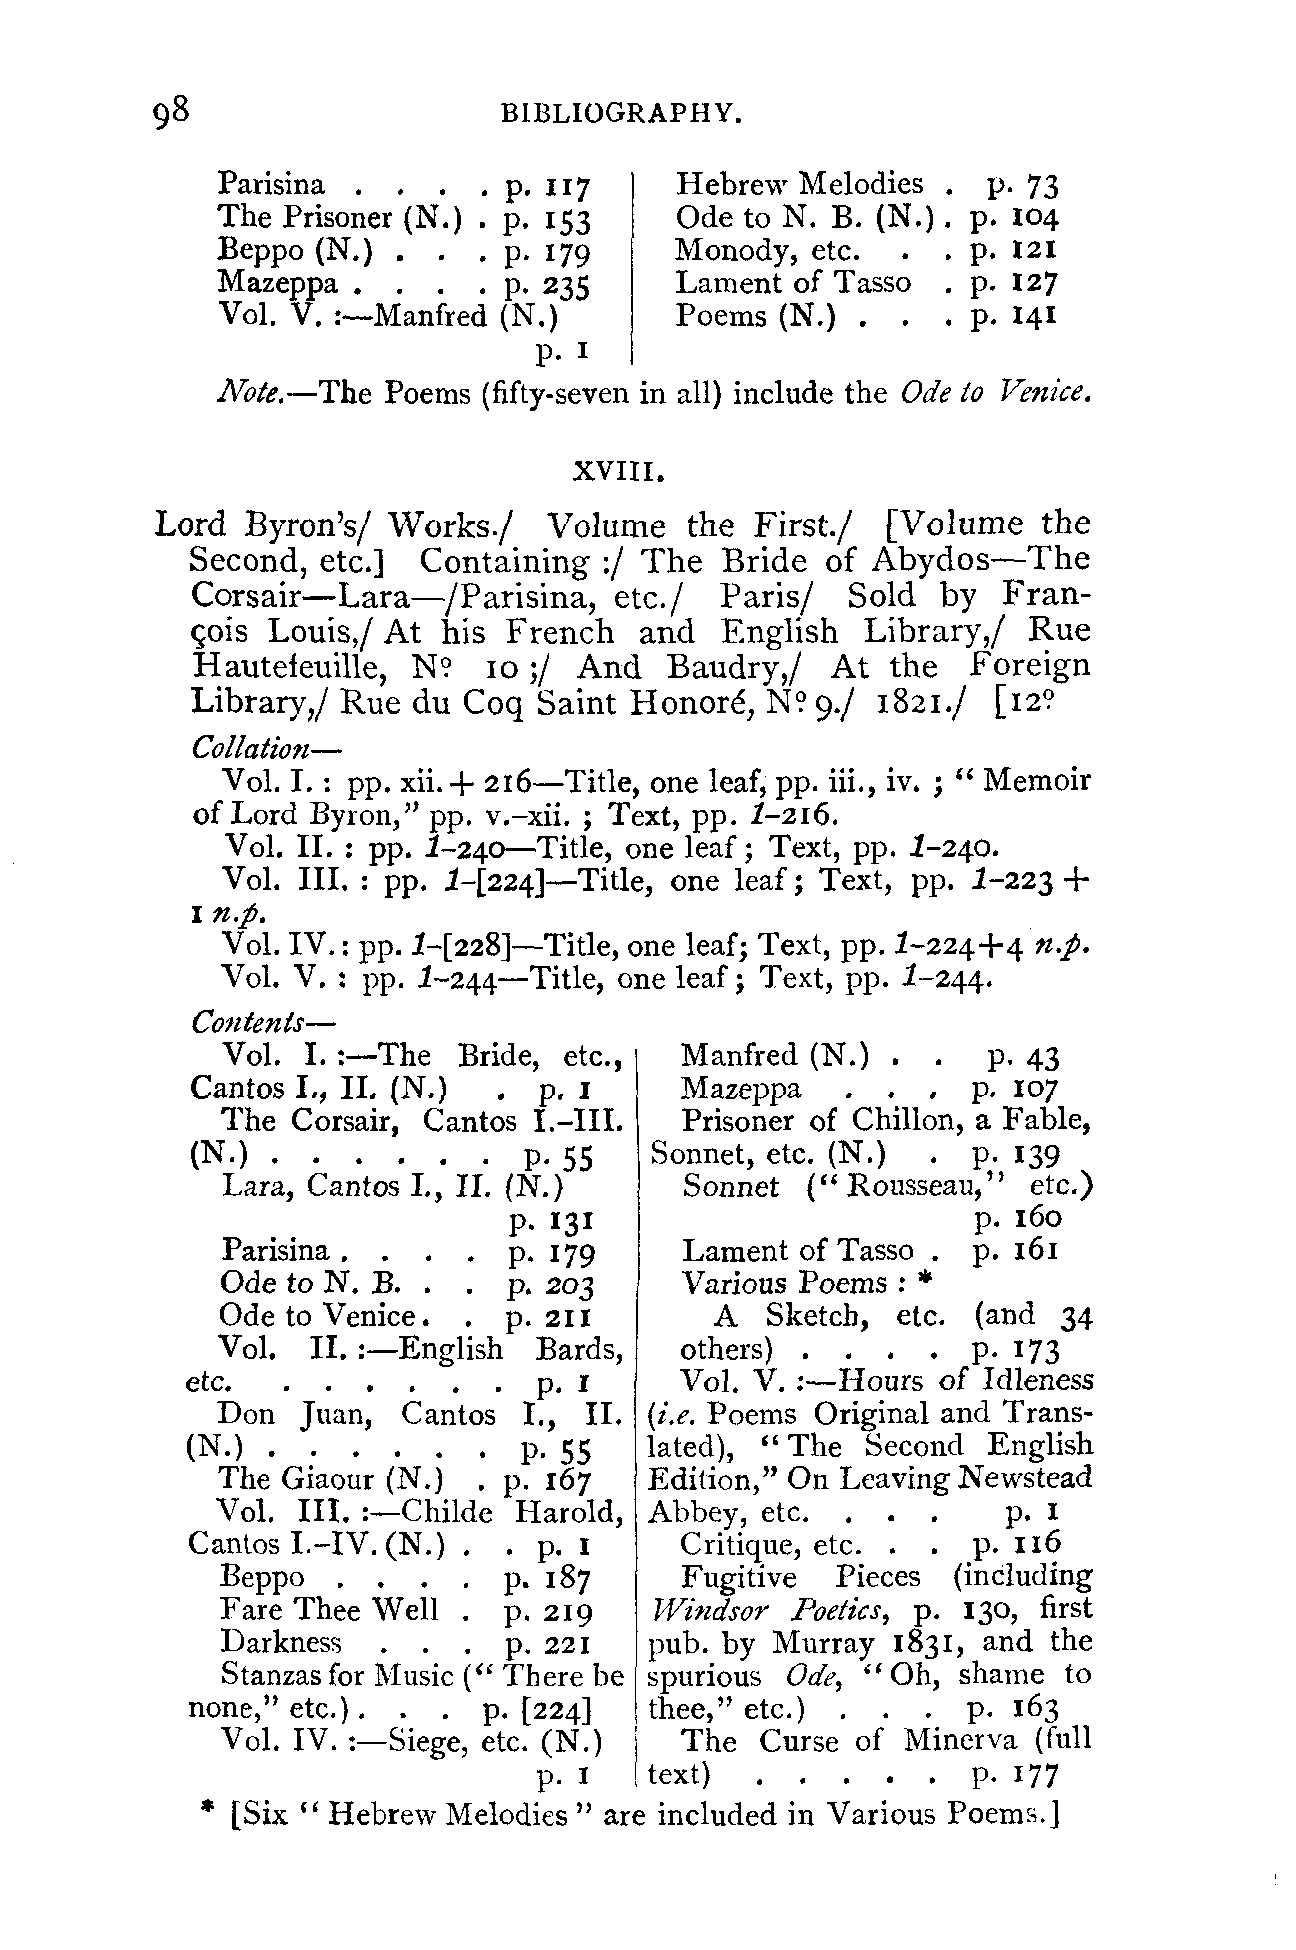 98 BIBLIOGRAPHY.
Parisina . . . . p. 117
The Prisoner (N.) . p. 153
Beppo (N.) . . . p. 179
Mazeppa . . . . p. 235
Vol. V. :—Manfred (N.)
p. 1
Hebrew Melodies . p. 73
Ode to N. B. (N.) . p. 104
Monody, etc. . . p. 121
Lament of Tasso . p. 127
Poems (N.) . . . p. 141
Note.—The Poems (fifty-seven in all) include the Ode to Venice.
XVIII.
Lord Byron's/ Works./ Volume the First./ [Volume the
Second, etc.] Containing :/ The Bride of Abydos—The
Corsair—Lara—/Parisina, etc./ Paris/ Sold by Fran-
çois Louis,/ At his French and English Library,/ Rue
Hautefeuille, Nº 10 ;/ And Baudry,/ At the Foreign
Library,/ Rue du Coq Saint Honoré, Nº 9./ 1821./ [12º
Collation—
Vol. I. : pp. xii. + 216—Title, one leaf, pp. iii., iv. ; “ Memoir
of Lord Byron,” pp. v.–xii. ; Text, pp. 1–216.
Vol. II. : pp. 1–240—Title, one leaf ; Text, pp. 1–240.
Vol. III. : pp. 1–[224]—Title, one leaf ; Text, pp. 1–223 +
1 n.p.
Vol. IV. : pp. 1–[228]—Title, one leaf; Text, pp. 1–224+4 n.p.
Vol. V. : pp. 1–244—Title, one leaf ; Text, pp. 1–244.
Contents—
Vol. I. :—The Bride, etc.,
Cantos I., II. (N.) . p. 1
The Corsair, Cantos I.–III.
(N.) . . . . . . p. 55
Lara, Cantos I., II. (N.)
p. 131
Parisina . . . . p. 179
Ode to N. B. . . p. 203
Ode to Venice . . p. 211
Vol. II. :—English Bards,
etc. . . . . . . p. 1
Don Juan, Cantos I., II.
(N.) . . . . . . p. 55
The Giaour (N.) . p. 167
Vol. III. :—Childe Harold,
Cantos I.–IV. (N.) . . p. 1
Beppo . . . . p. 187
Fare Thee Well . p. 219
Darkness . . . p. 221
Stanzas for Music (“ There be
none,” etc.) . . . p. [224]
Vol. IV. :—Siege, etc. (N.)
p. 1
Manfred (N.) . . p. 43
Mazeppa . . . p. 107
Prisoner of Chillon, a Fable,
Sonnet, etc. (N.) . p. 139
Sonnet (“ Rousseau,” etc.)
p. 160
Lament of Tasso . p. 161
Various Poems : *
A Sketch, etc. (and 34
others) . . . . p. 173
Vol. V. :—Hours of Idleness
(i.e. Poems Original and Trans-
lated), “ The Second English
Edition,” On Leaving Newstead
Abbey, etc. . . . p. 1
Critique, etc. . . p. 116
Fugitive Pieces (including
Windsor Poetics, p. 130, first
pub. by Murray 1831, and the
spurious Ode, “ Oh, shame to
thee,” etc.) . . . p. 163
The Curse of Minerva (full
text) . . . . . p. 177
* [Six “ Hebrew Melodies ” are included in Various Poems.]